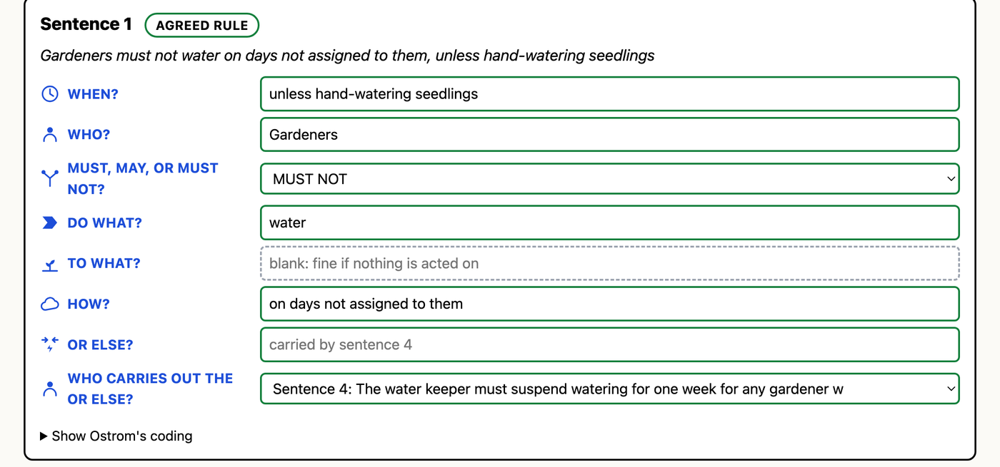 Sentence 1 AGREED RULE
Gardeners must not water on days not assigned to them, unless hand-watering seedlings
WHEN? unless hand-watering seedlings
WHO? Gardeners
MUST, MAY, OR MUST
NOT? MUST NOT
DO WHAT? water
TO WHAT? blank: fine if nothing is acted on
HOW? on days not assigned to them
OR ELSE? carried by sentence 4
WHO CARRIES OUT THE
OR ELSE? Sentence 4: The water keeper must suspend watering for one week for any gardener w
Show Ostrom's coding